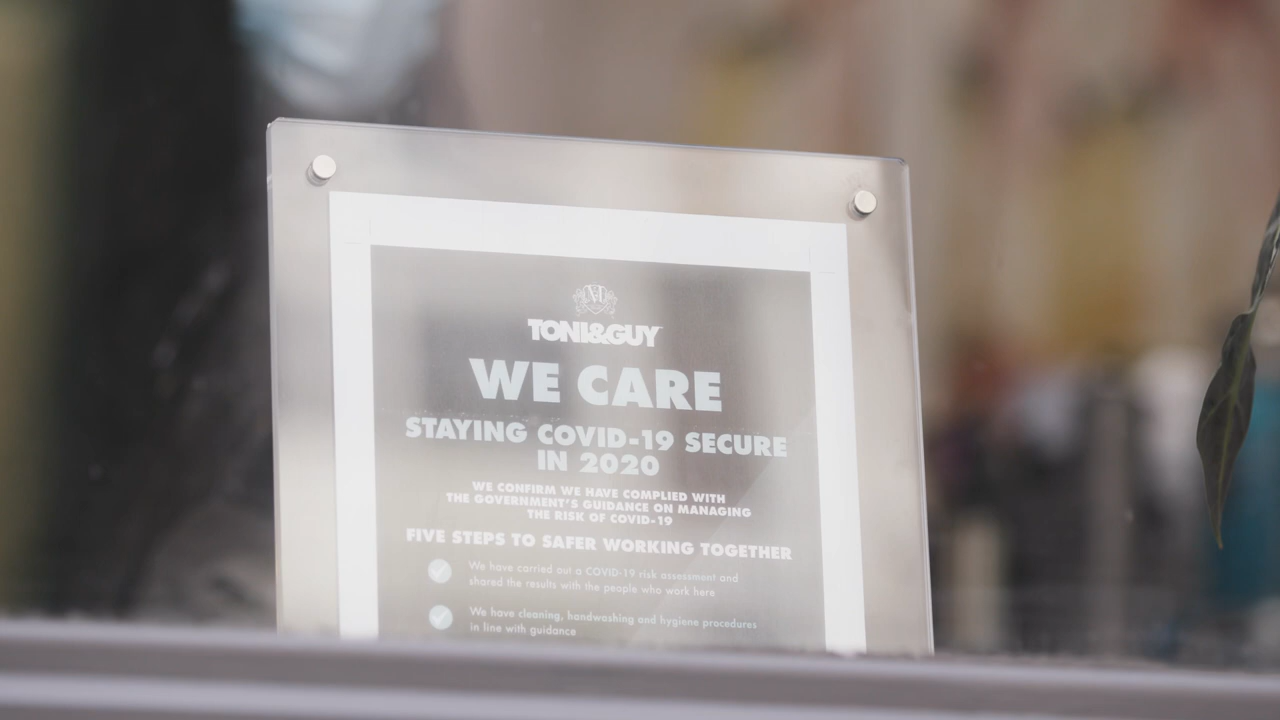 TONI&GUY
WE CARE
STAYING COVID-19 SECURE
IN 2020
WE CONFIRM WE HAVE COMPLIED WITH
THE GOVERNMENT'S GUIDANCE ON MANAGING
THE RISK OF COVID-19
FIVE STEPS TO SAFER WORKING TOGETHER
We have carried out a COVID-19 risk assessment and
shared the results with the people who work here
We have cleaning, handwashing and hygiene procedures
in line with guidance